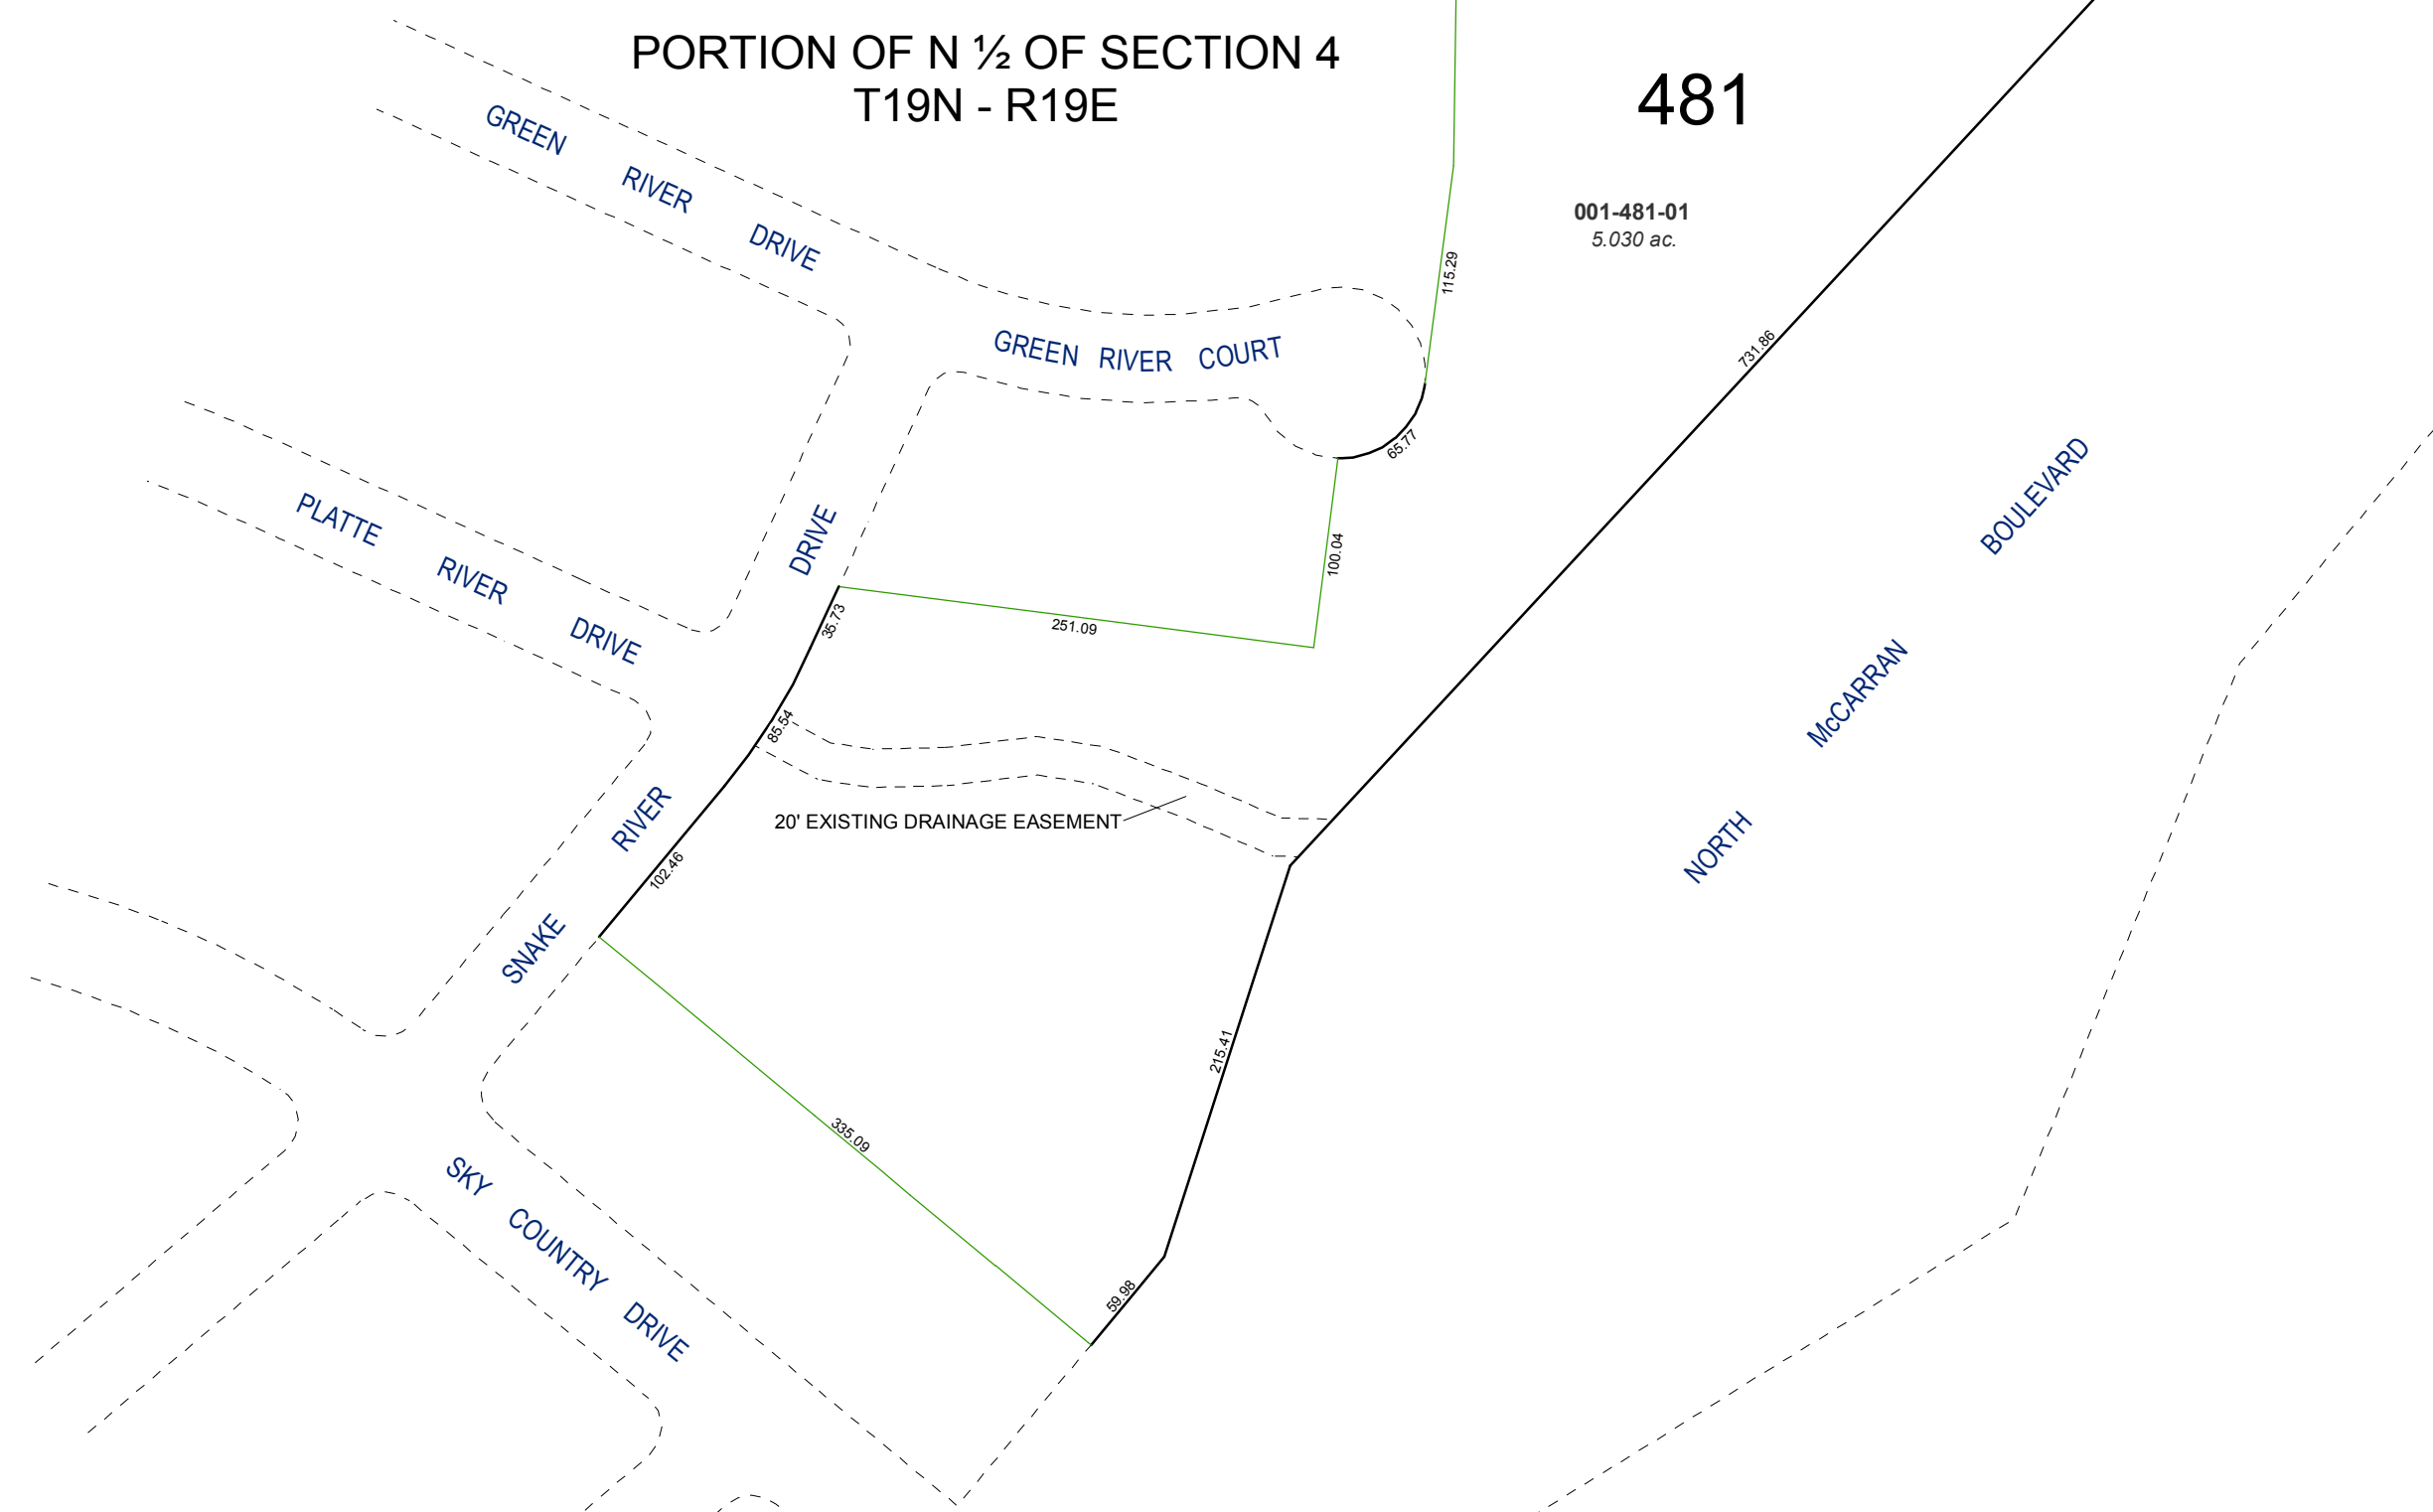 PORTION OF N ½ OF SECTION 4
T19N - R19E
481
001-481-01
5.030 ac.
GREEN RIVER DRIVE
115.29
GREEN RIVER COURT
731.86
65.77
PLATTE RIVER DRIVE
100.04
251.09
35.73
85.54
SNAKE RIVER DRIVE
20' EXISTING DRAINAGE EASEMENT
102.46
NORTH McCARRAN BOULEVARD
215.41
335.09
59.98
SKY COUNTRY DRIVE